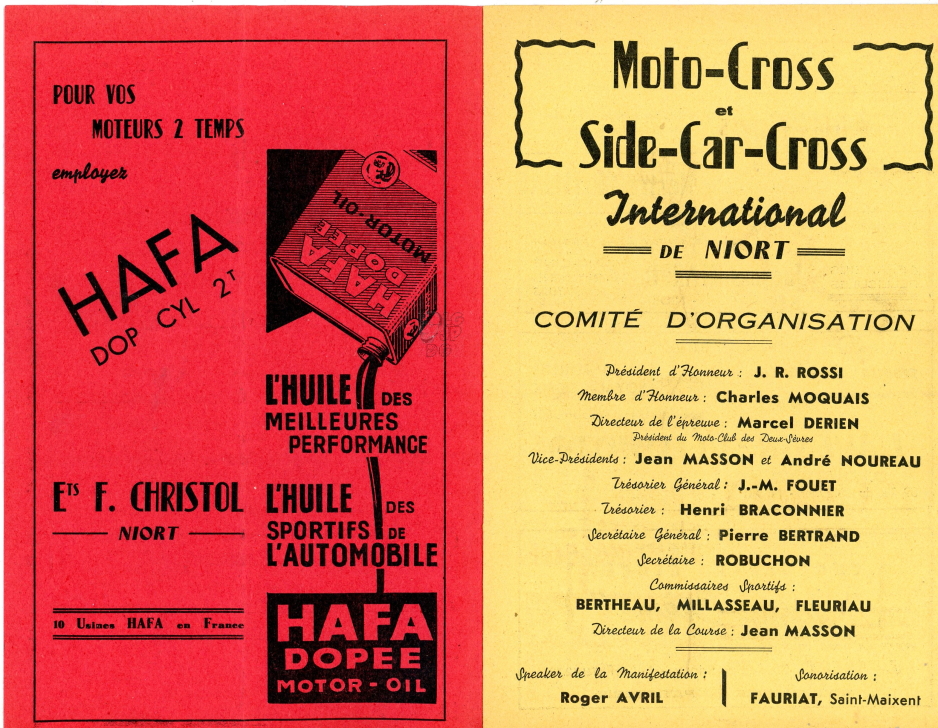 POUR VOS
MOTEURS 2 TEMPS
employez
HAFA
DOP CYL 2T
MOTOR-OIL
HAFA
DOPÉE
L'HUILE DES
MEILLEURES
PERFORMANCE
ETS F. CHRISTOL
NIORT
L'HUILE DES
SPORTIFS DE
L'AUTOMOBILE
10 Usines HAFA en France
HAFA
DOPEE
MOTOR - OIL
Moto-Cross
et
Side-Car-Cross
International
DE NIORT
COMITÉ D'ORGANISATION
Président d'Honneur : J. R. ROSSI
Membre d'Honneur : Charles MOQUAIS
Directeur de l'épreuve : Marcel DERIEN
Président du Moto-Club des Deux-Sèvres
Vice-Présidents : Jean MASSON et André NOUREAU
Trésorier Général : J.-M. FOUET
Trésorier : Henri BRACONNIER
Secrétaire Général : Pierre BERTRAND
Secrétaire : ROBUCHON
Commissaires Sportifs :
BERTHEAU, MILLASSEAU, FLEURIAU
Directeur de la Course : Jean MASSON
Speaker de la Manifestation :
Roger AVRIL
Sonorisation :
FAURIAT, Saint-Maixent